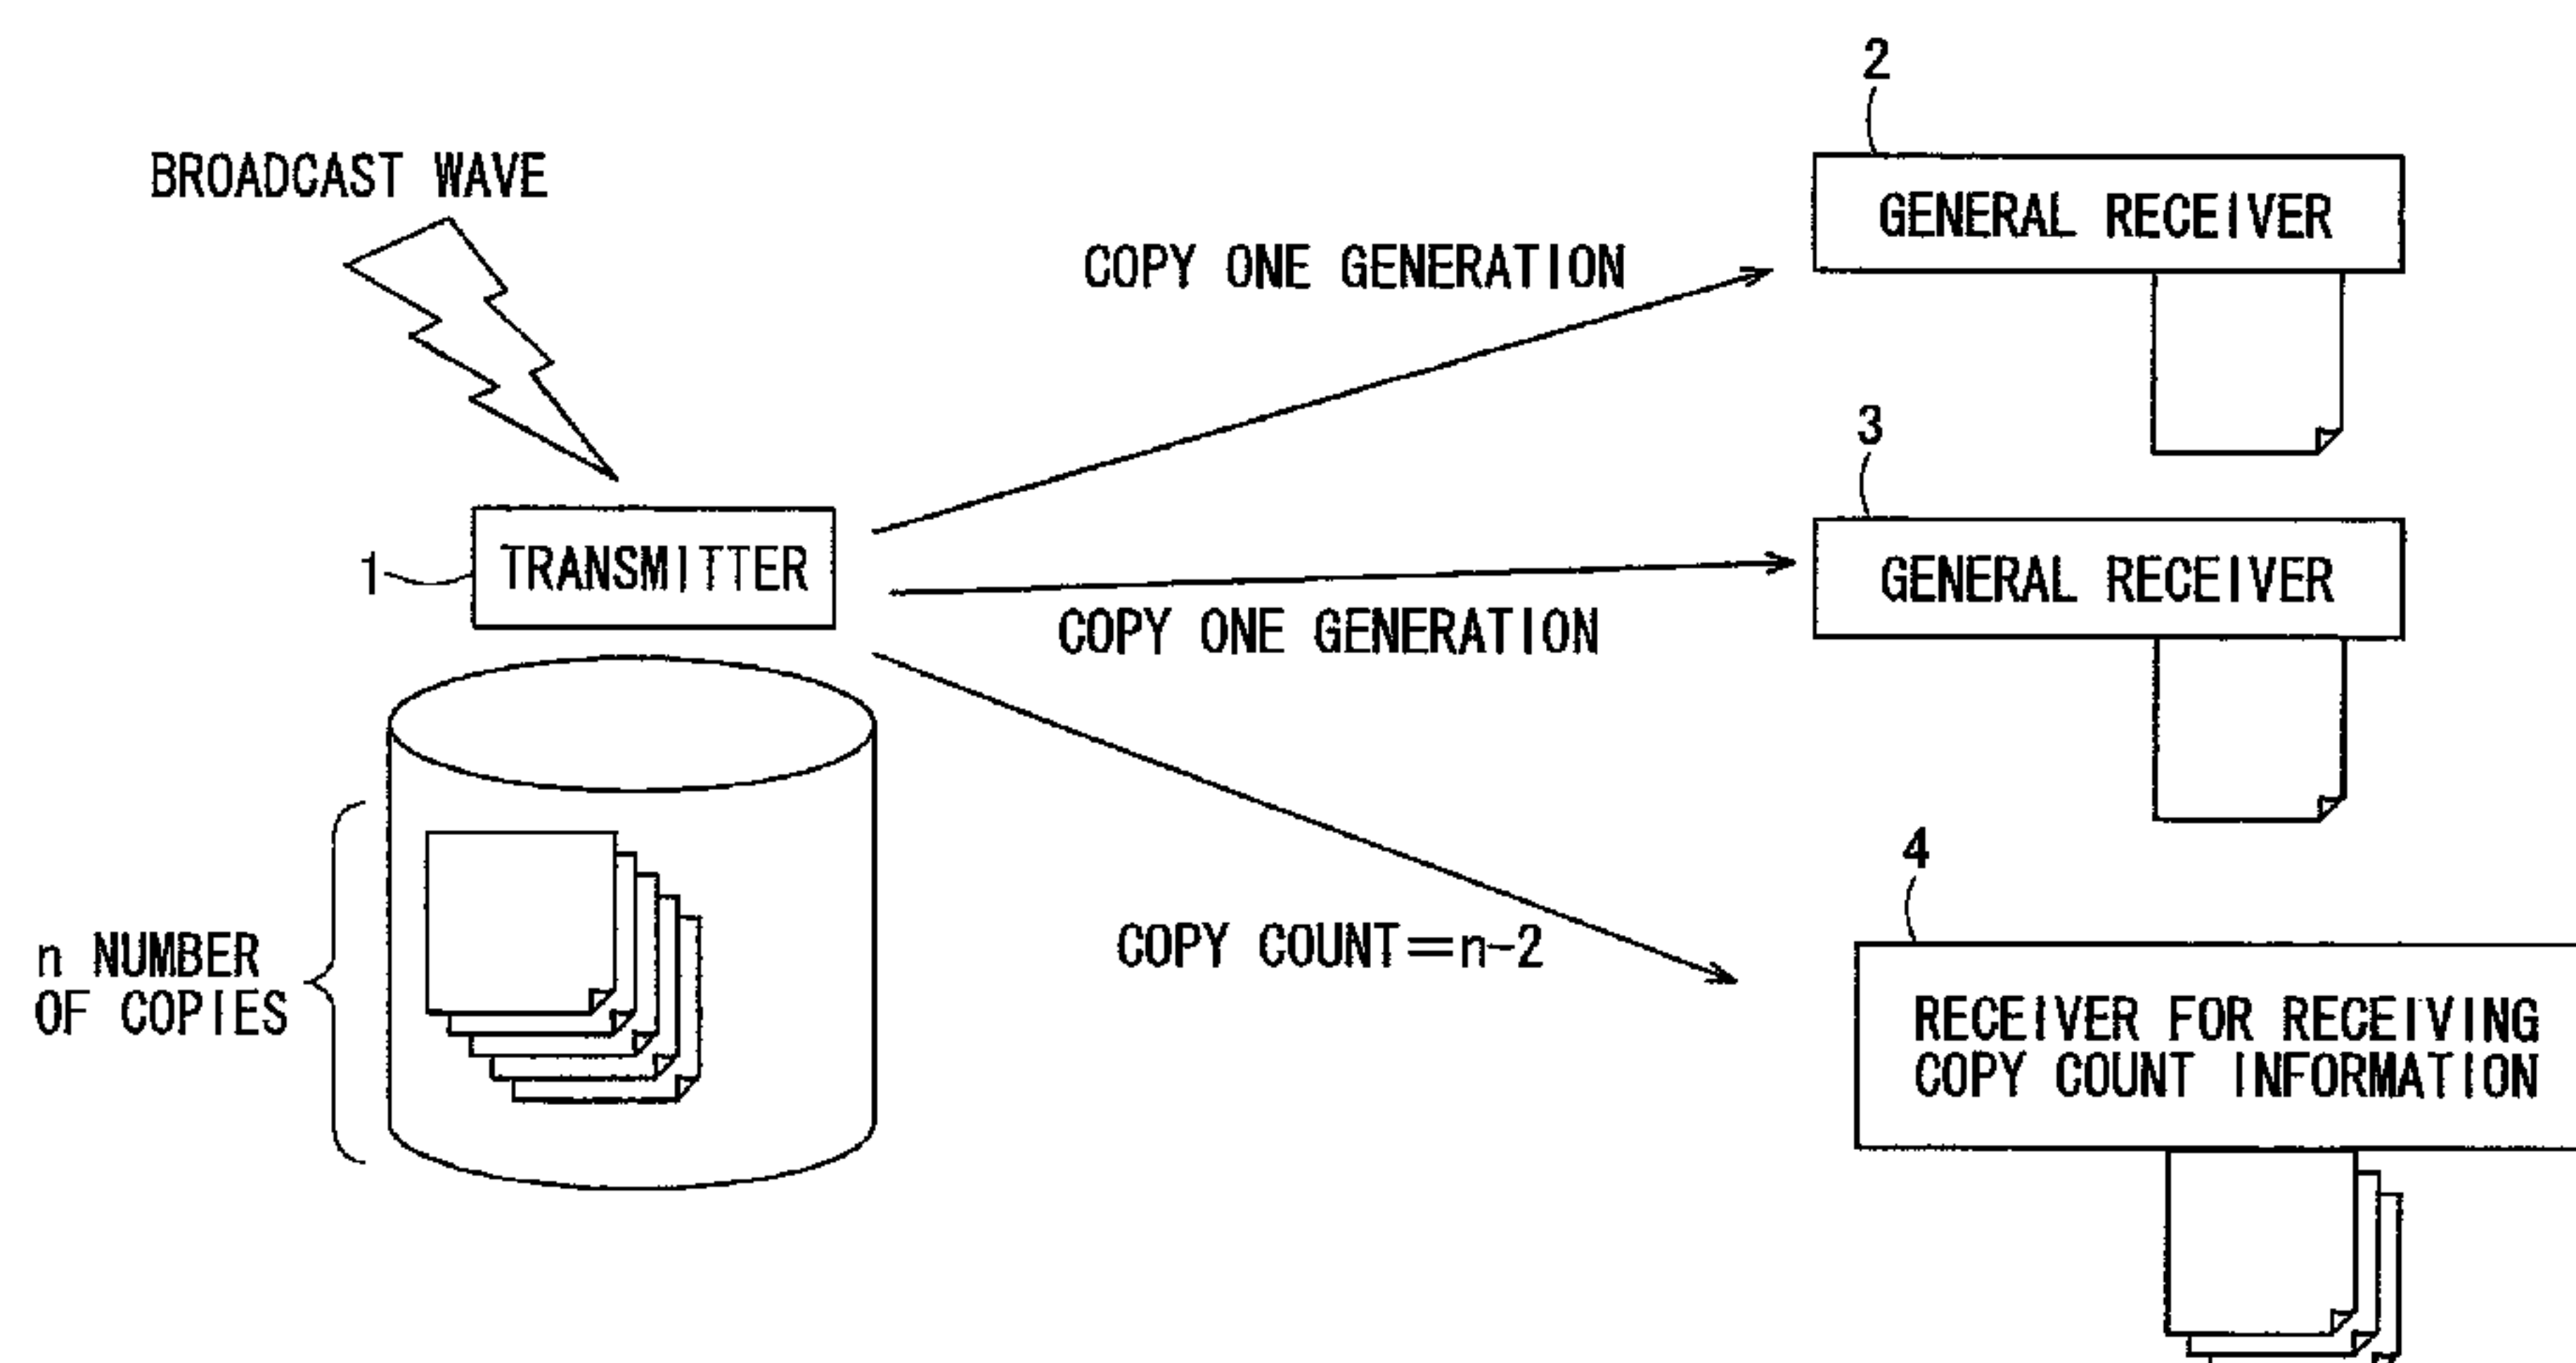 2
BROADCAST WAVE
GENERAL RECEIVER
COPY ONE GENERATION
3
1
TRANSMITTER
GENERAL RECEIVER
COPY ONE GENERATION
4
n NUMBER
OF COPIES
COPY COUNT=n-2
RECEIVER FOR RECEIVING
COPY COUNT INFORMATION